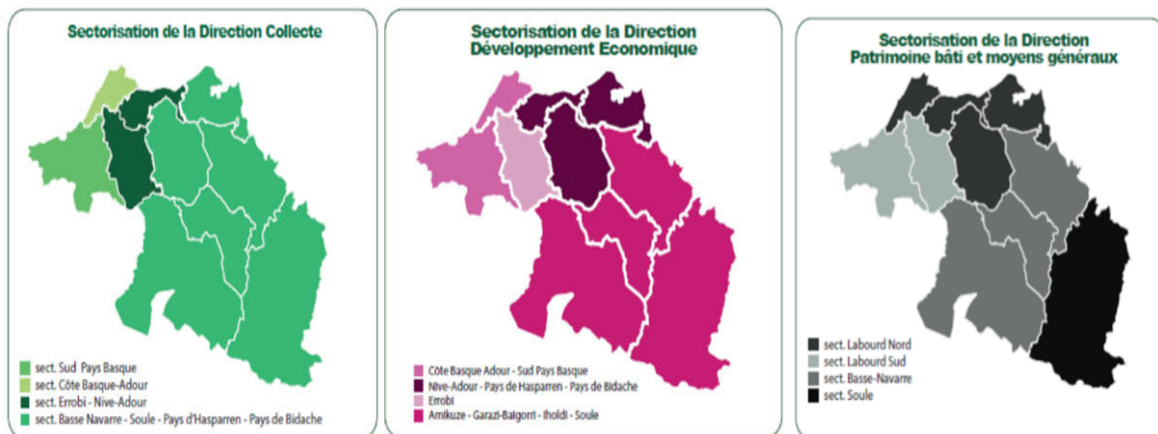 Sectorisation de la Direction Collecte
sect. Sud Pays Basque
sect. Côte Basque-Adour
sect. Errobi - Nive-Adour
sect. Basse Navarre - Soule - Pays d'Hasparren - Pays de Bidache
Sectorisation de la Direction
Développement Economique
Côte Basque Adour - Sud Pays Basque
Nive-Adour - Pays de Hasparren - Pays de Bidache
Errobi
Amikuze - Garazi-Baigorri - Iholdi - Soule
Sectorisation de la Direction
Patrimoine bâti et moyens généraux
sect. Labourd Nord
sect. Labourd Sud
sect. Basse-Navarre
sect. Soule